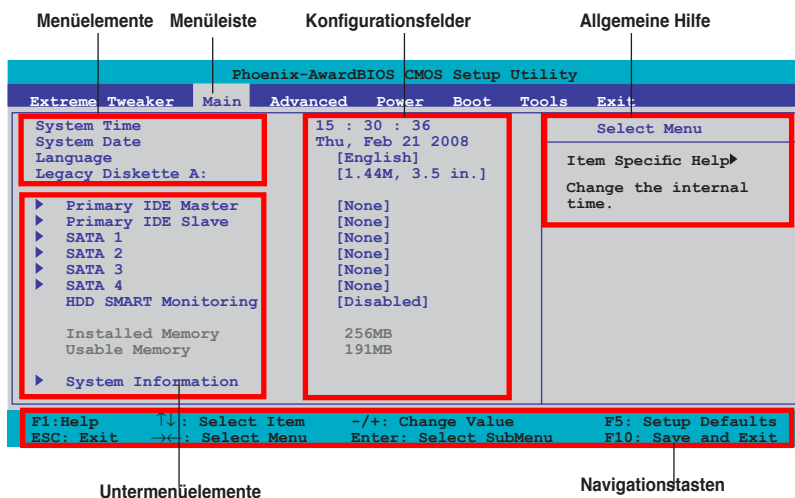 Menüelemente Menüleiste Konfigurationsfelder Allgemeine Hilfe
Phoenix-AwardBIOS CMOS Setup Utility
Extreme Tweaker Main Advanced Power Boot Tools Exit
System Time 15 : 30 : 36 Select Menu
System Date Thu, Feb 21 2008
Language [English] Item Specific Help
Legacy Diskette A: [1.44M, 3.5 in.]
Change the internal
time.
Primary IDE Master [None]
Primary IDE Slave [None]
SATA 1 [None]
SATA 2 [None]
SATA 3 [None]
SATA 4 [None]
HDD SMART Monitoring [Disabled]
Installed Memory 256MB
Usable Memory 191MB
System Information
F1:Help ↑↓: Select Item -/+: Change Value F5: Setup Defaults
ESC: Exit →←: Select Menu Enter: Select SubMenu F10: Save and Exit
Untermenüelemente Navigationstasten